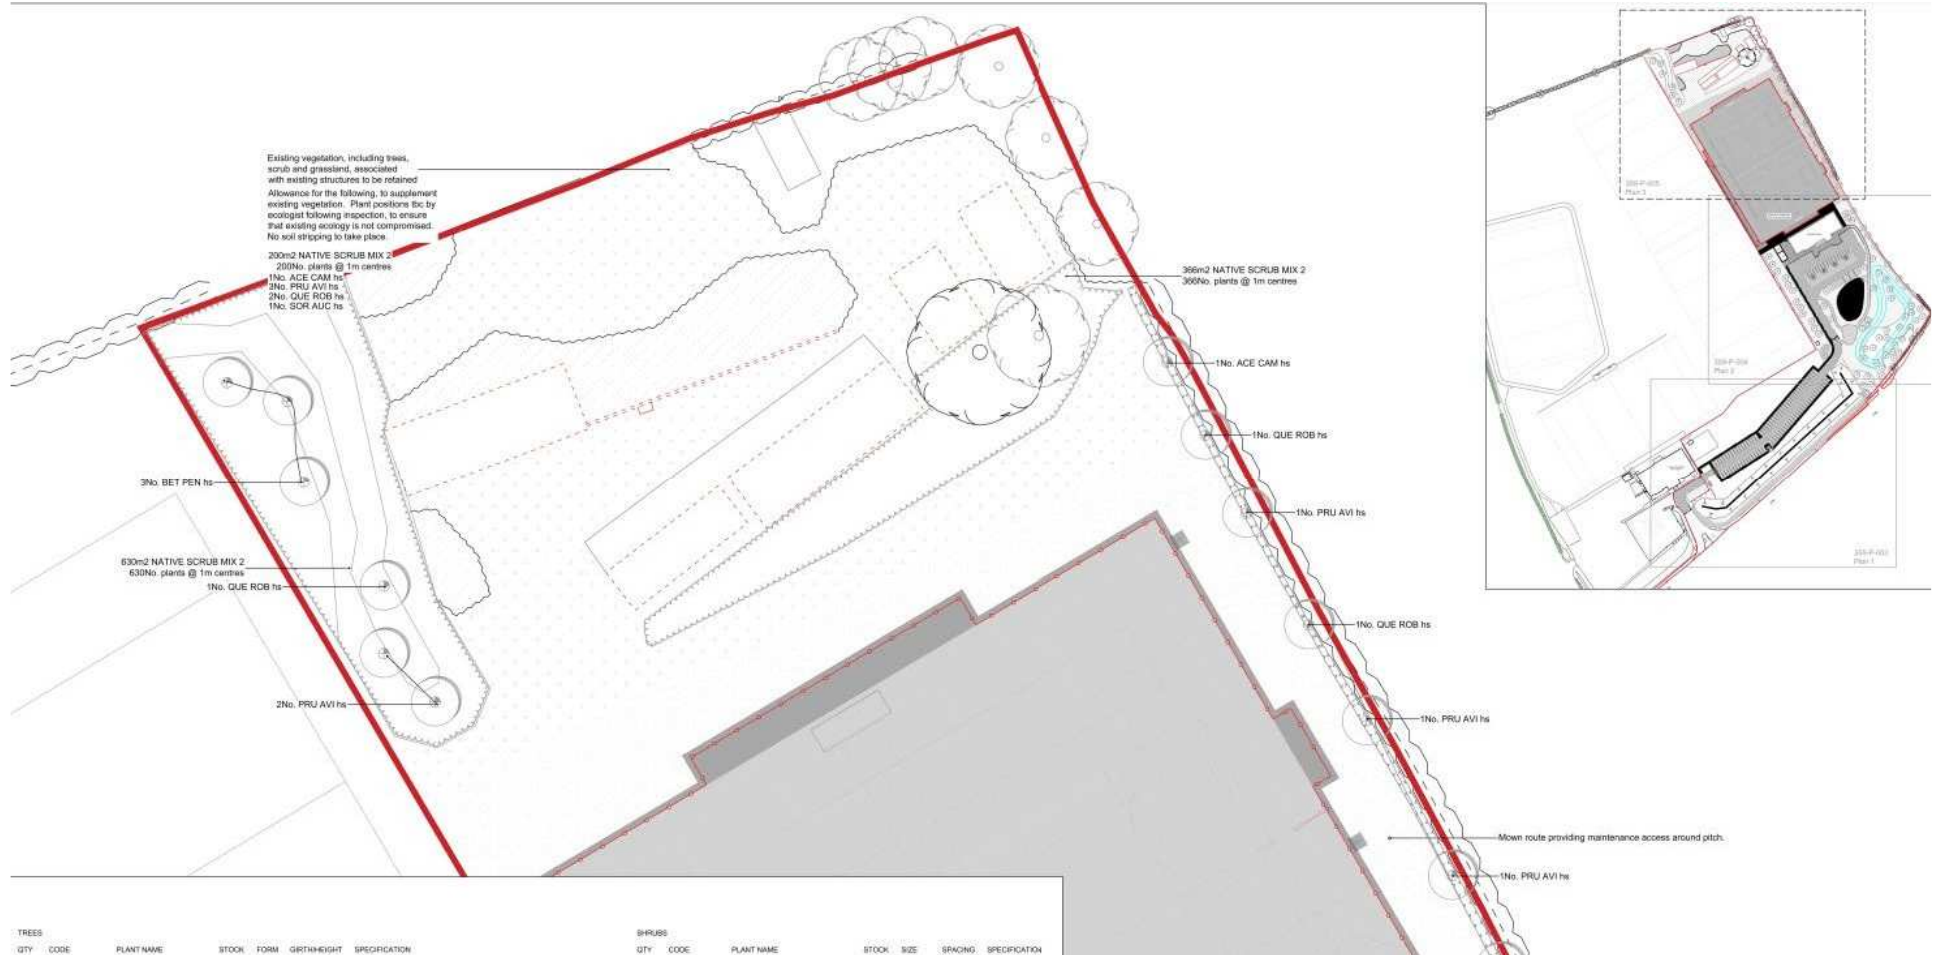 Existing vegetation, including trees,
scrub and grassland, associated
with existing structures to be retained
Allowance for the following, to supplement
existing vegetation. Plant positions tbc by
ecologist following inspection, to ensure
that existing ecology is not compromised.
No soil stripping to take place.
200m2 NATIVE SCRUB MIX 2
200No. plants @ 1m centres
1No. ACE CAM hs
3No. PRU AVI hs
2No. QUE ROB hs
1No. SOR AUC hs
366m2 NATIVE SCRUB MIX 2
366No. plants @ 1m centres
1No. ACE CAM hs
1No. QUE ROB hs
1No. PRU AVI hs
3No. BET PEN hs
630m2 NATIVE SCRUB MIX 2
630No. plants @ 1m centres
1No. QUE ROB hs
1No. QUE ROB hs
2No. PRU AVI hs
1No. PRU AVI hs
Mown route providing maintenance access around pitch.
1No. PRU AVI hs
Plan 3
Plan 2
Plan 1
TREES
QTY CODE PLANT NAME STOCK FORM GIRTH/HEIGHT SPECIFICATION
SHRUBS
QTY CODE PLANT NAME STOCK SIZE SPACING SPECIFICATION